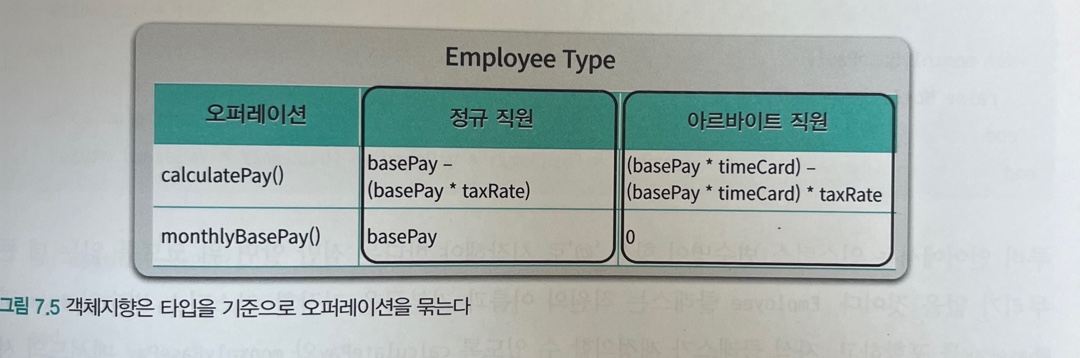 Employee Type
오퍼레이션 정규 직원 아르바이트 직원
calculatePay() basePay – (basePay * timeCard) –
(basePay * taxRate) (basePay * timeCard) * taxRate
monthlyBasePay() basePay 0
그림 7.5 객체지향은 타입을 기준으로 오퍼레이션을 묶는다